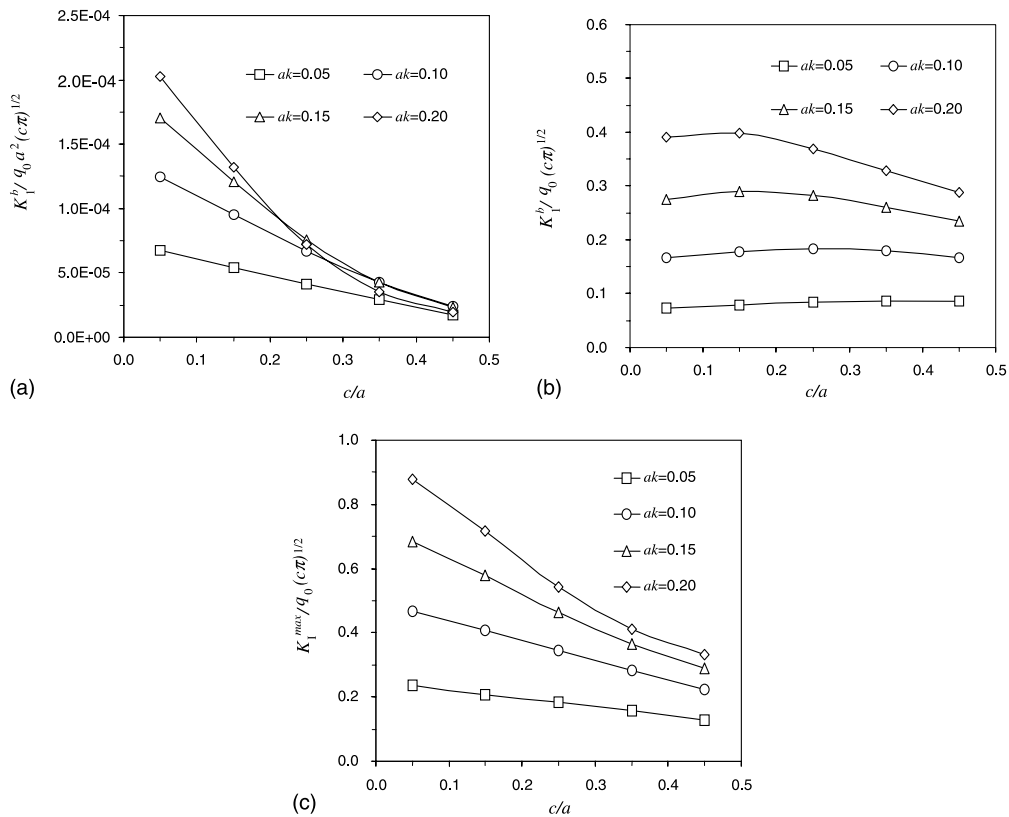 2.5E-04
2.0E-04
1.5E-04
1.0E-04
5.0E-05
0.0E+00
K_I^b / q_0 a^2 (cπ)^{1/2}
ak=0.05
ak=0.10
ak=0.15
ak=0.20
0.0 0.1 0.2 0.3 0.4 0.5
c/a
(a)
0.6
0.5
0.4
0.3
0.2
0.1
0.0
K_I^b / q_0 (cπ)^{1/2}
ak=0.05
ak=0.10
ak=0.15
ak=0.20
0.0 0.1 0.2 0.3 0.4 0.5
c/a
(b)
1.0
0.8
0.6
0.4
0.2
0.0
K_I^{max} / q_0 (cπ)^{1/2}
ak=0.05
ak=0.10
ak=0.15
ak=0.20
0.0 0.1 0.2 0.3 0.4 0.5
c/a
(c)